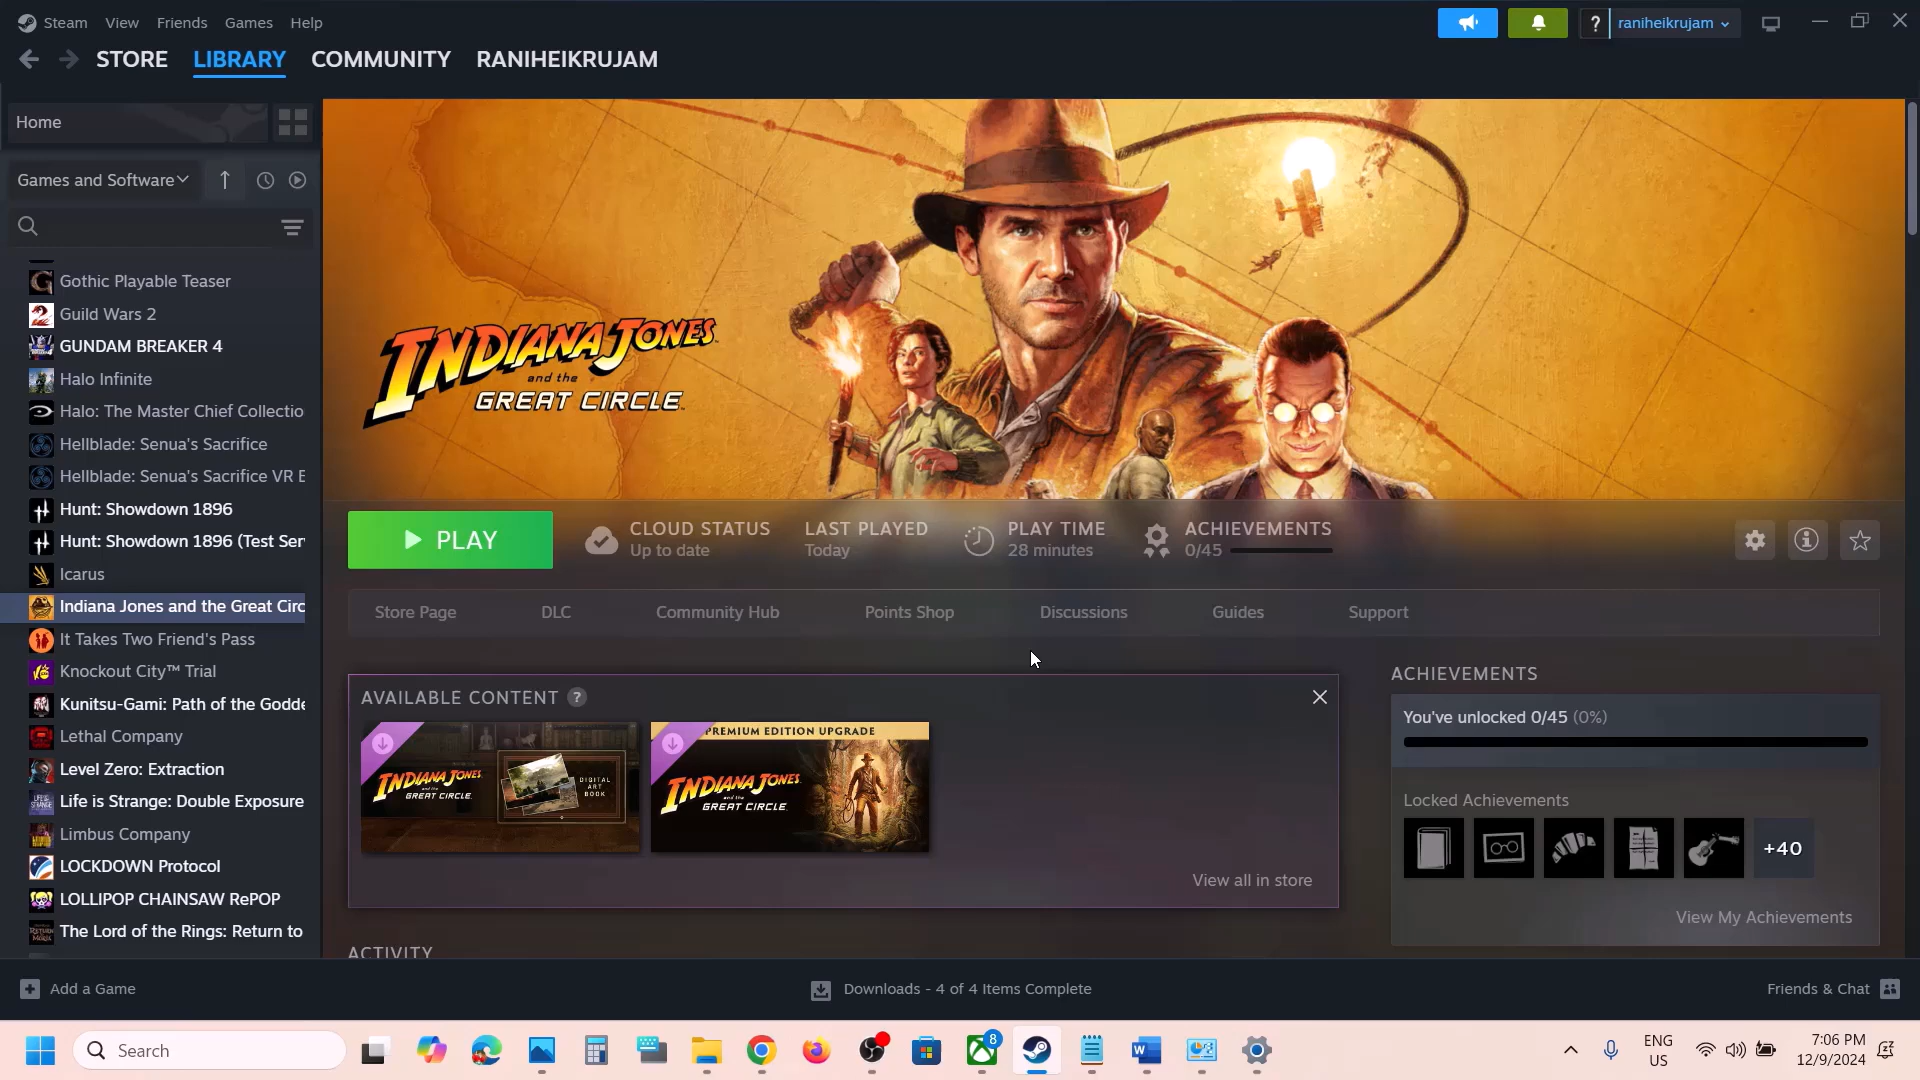 Steam View Friends Games Help
? raniheikrujam
STORE LIBRARY COMMUNITY RANIHEIKRUJAM
Home
Games and Software
Gothic Playable Teaser
Guild Wars 2
GUNDAM BREAKER 4
Halo Infinite
Halo: The Master Chief Collectio
Hellblade: Senua's Sacrifice
Hellblade: Senua's Sacrifice VR E
Hunt: Showdown 1896
Hunt: Showdown 1896 (Test Ser
Icarus
Indiana Jones and the Great Circ
It Takes Two Friend's Pass
Knockout City™ Trial
Kunitsu-Gami: Path of the Godde
Lethal Company
Level Zero: Extraction
Life is Strange: Double Exposure
Limbus Company
LOCKDOWN Protocol
LOLLIPOP CHAINSAW RePOP
The Lord of the Rings: Return to
INDIANA JONES
and the
GREAT CIRCLE
PLAY
CLOUD STATUS
Up to date
LAST PLAYED
Today
PLAY TIME
28 minutes
ACHIEVEMENTS
0/45
Store Page DLC Community Hub Points Shop Discussions Guides Support
AVAILABLE CONTENT ?
INDIANA JONES
and the
GREAT CIRCLE
DIGITAL
ART
BOOK
PREMIUM EDITION UPGRADE
INDIANA JONES
and the
GREAT CIRCLE
View all in store
ACTIVITY
ACHIEVEMENTS
You've unlocked 0/45 (0%)
Locked Achievements
+40
View My Achievements
Add a Game
Downloads - 4 of 4 Items Complete
Friends & Chat
Search
8
ENG
US
7:06 PM
12/9/2024